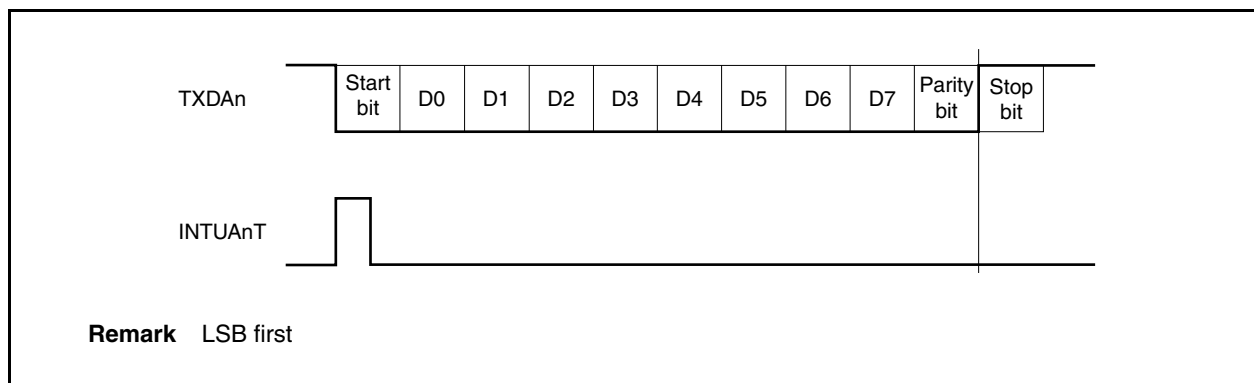 TXDAn
Start bit
D0
D1
D2
D3
D4
D5
D6
D7
Parity bit
Stop bit
INTUAnT
Remark LSB first